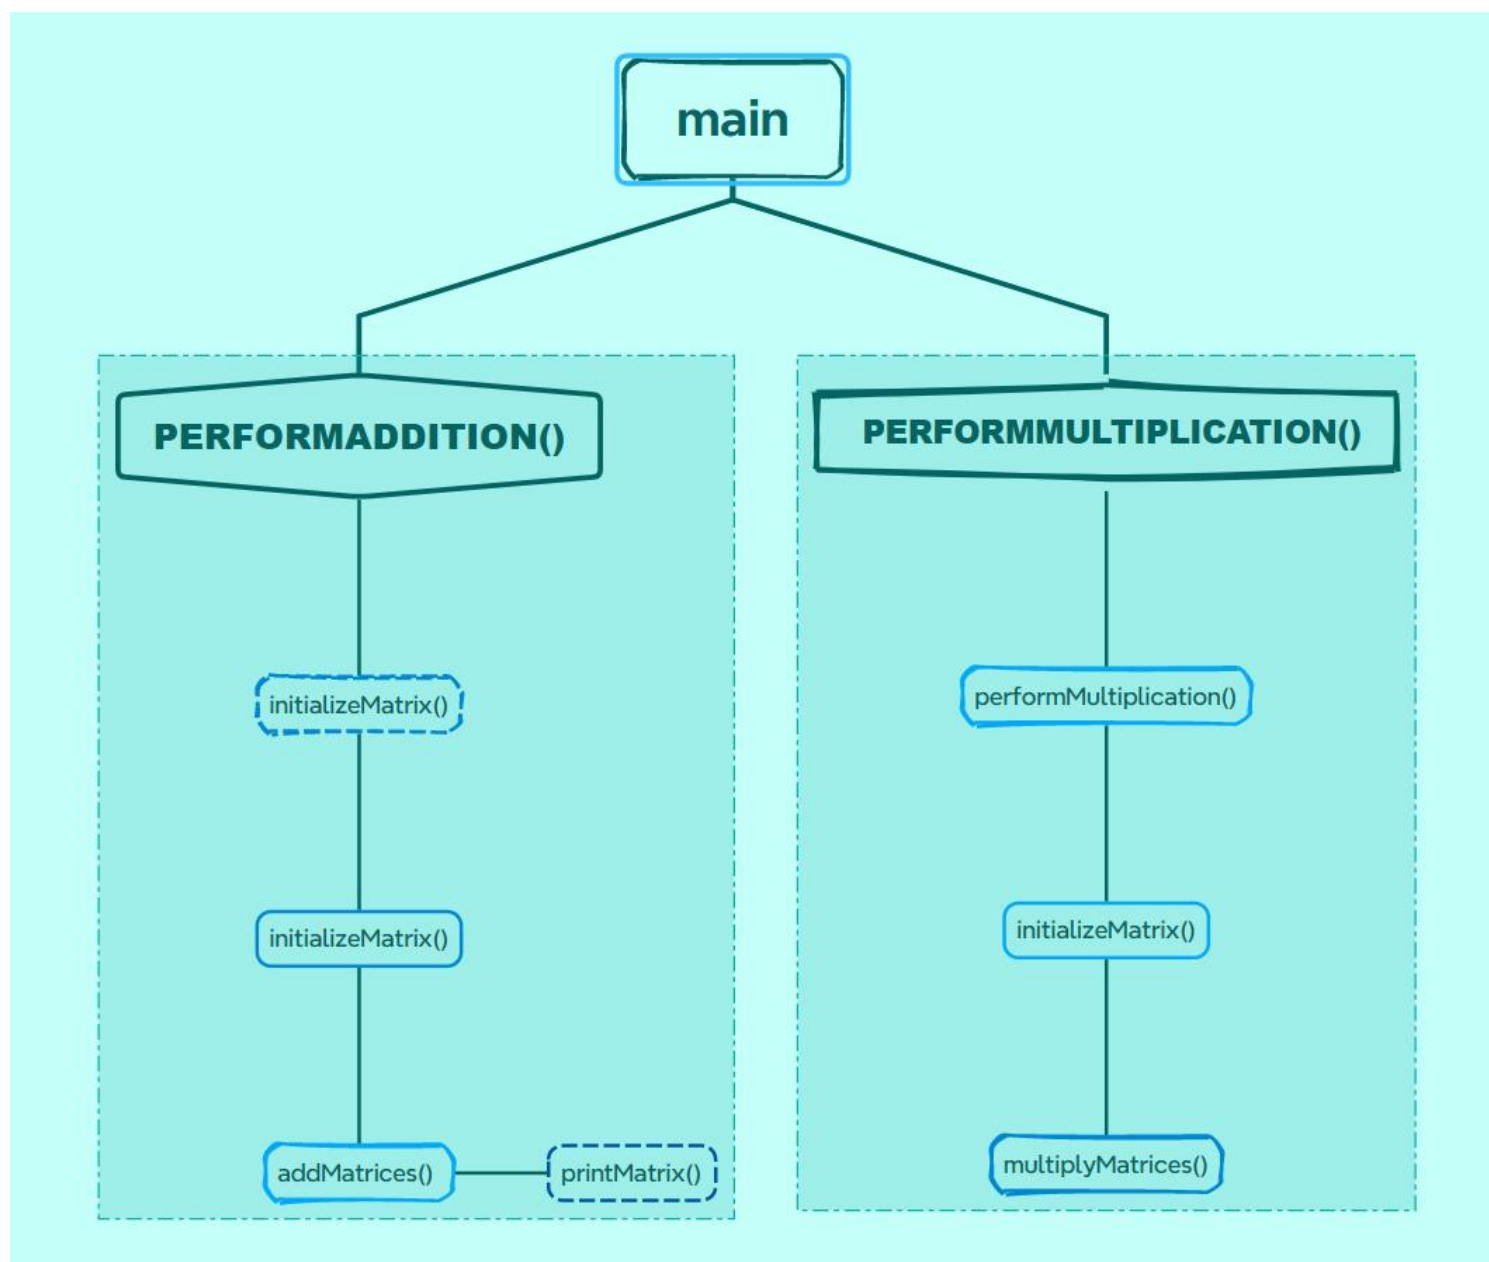 main
PERFORMADDITION()
initializeMatrix()
initializeMatrix()
addMatrices()
printMatrix()
PERFORMMULTIPLICATION()
performMultiplication()
initializeMatrix()
multiplyMatrices()